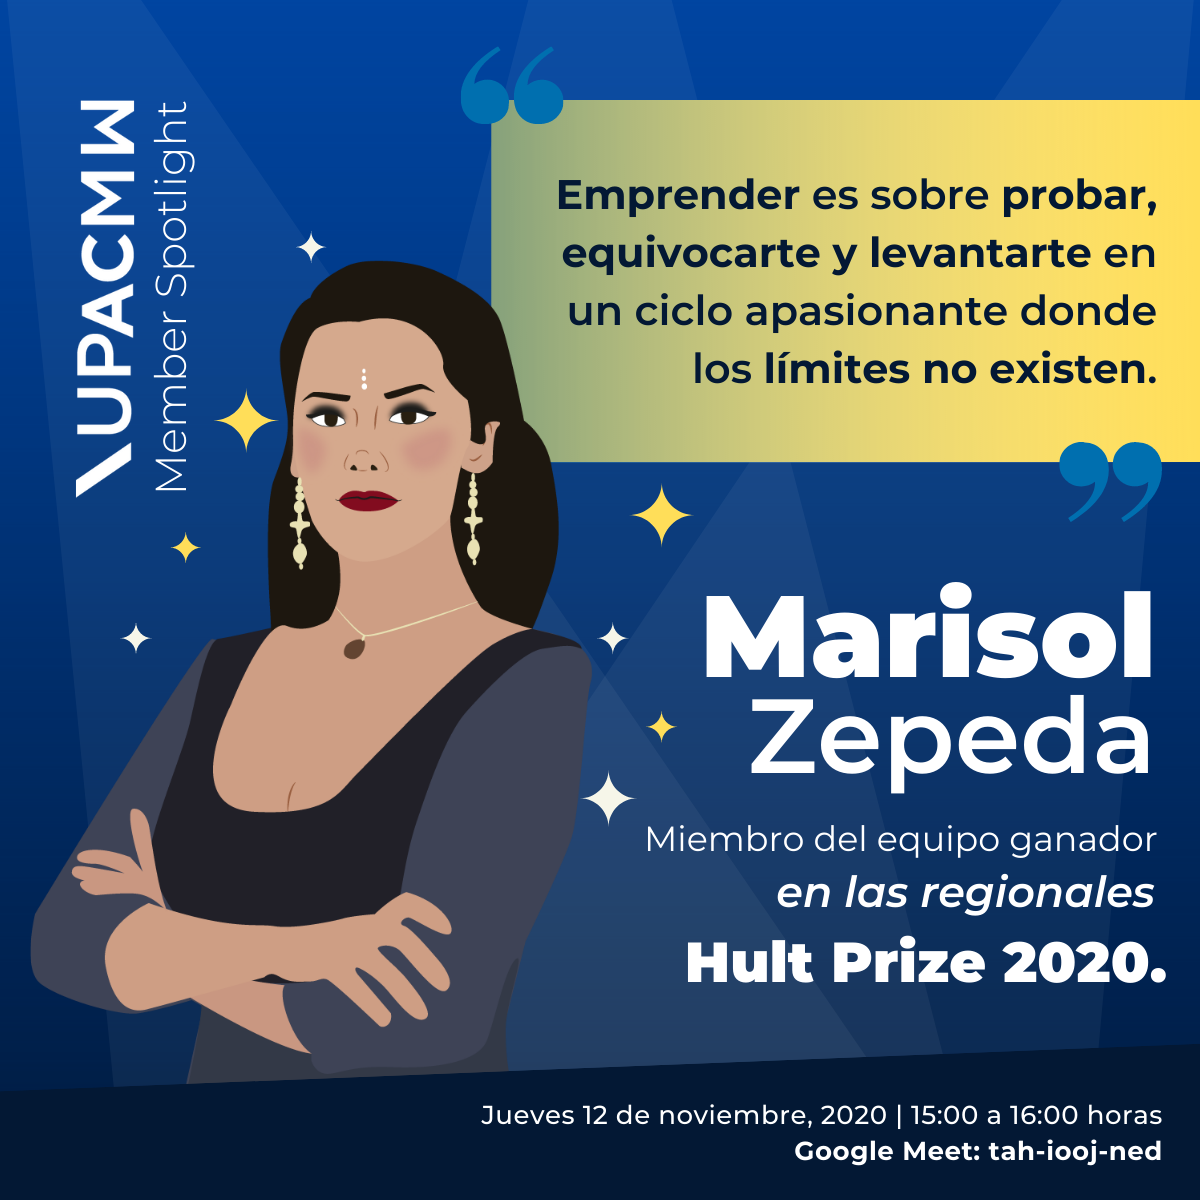 \UPACMW
Member Spotlight
“
Emprender es sobre probar,
equivocarte y levantarte en
un ciclo apasionante donde
los límites no existen.
”
Marisol
Zepeda
Miembro del equipo ganador
en las regionales
Hult Prize 2020.
Jueves 12 de noviembre, 2020 | 15:00 a 16:00 horas
Google Meet: tah-iooj-ned